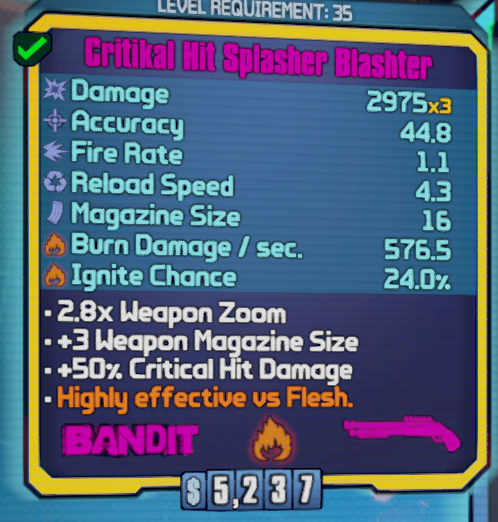 LEVEL REQUIREMENT: 35
Critikal Hit Splasher Blashter
Damage 2975x3
Accuracy 44.8
Fire Rate 1.1
Reload Speed 4.3
Magazine Size 16
Burn Damage / sec. 576.5
Ignite Chance 24.0%
· 2.8x Weapon Zoom
· +3 Weapon Magazine Size
· +50% Critical Hit Damage
· Highly effective vs Flesh.
BANDIT
$ 5,237